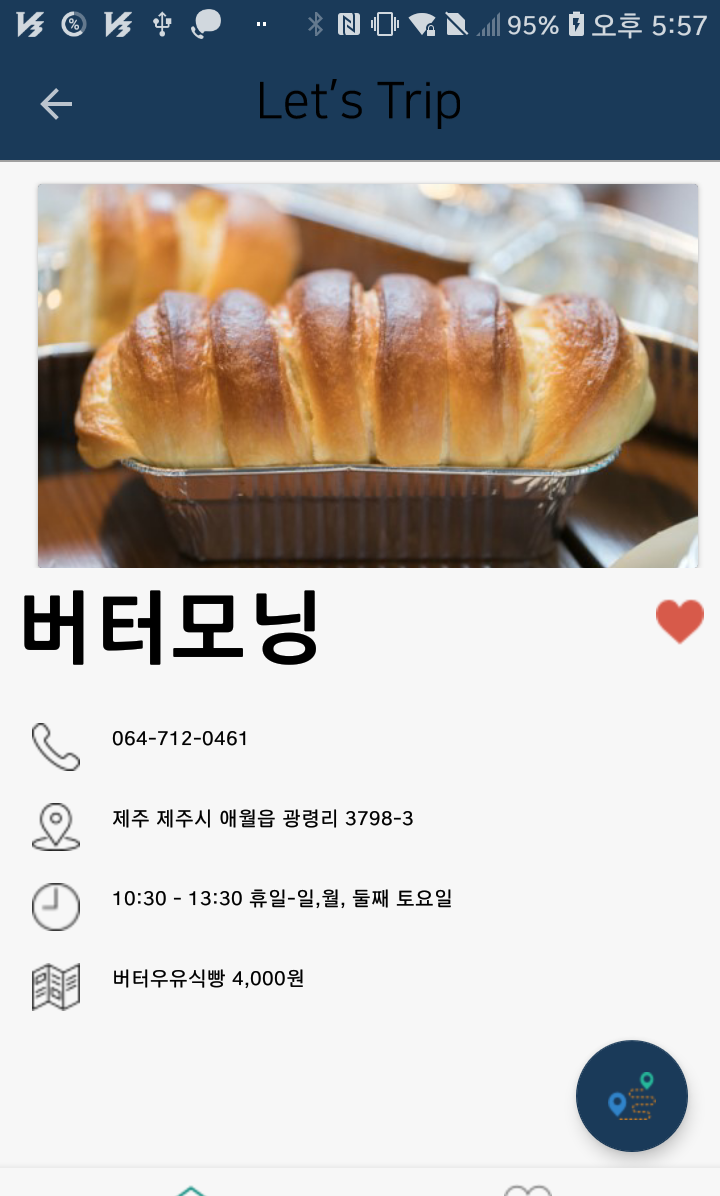 95% 오후 5:57
Let's Trip
버터모닝
064-712-0461
제주 제주시 애월읍 광령리 3798-3
10:30 - 13:30 휴일-일,월, 둘째 토요일
버터우유식빵 4,000원